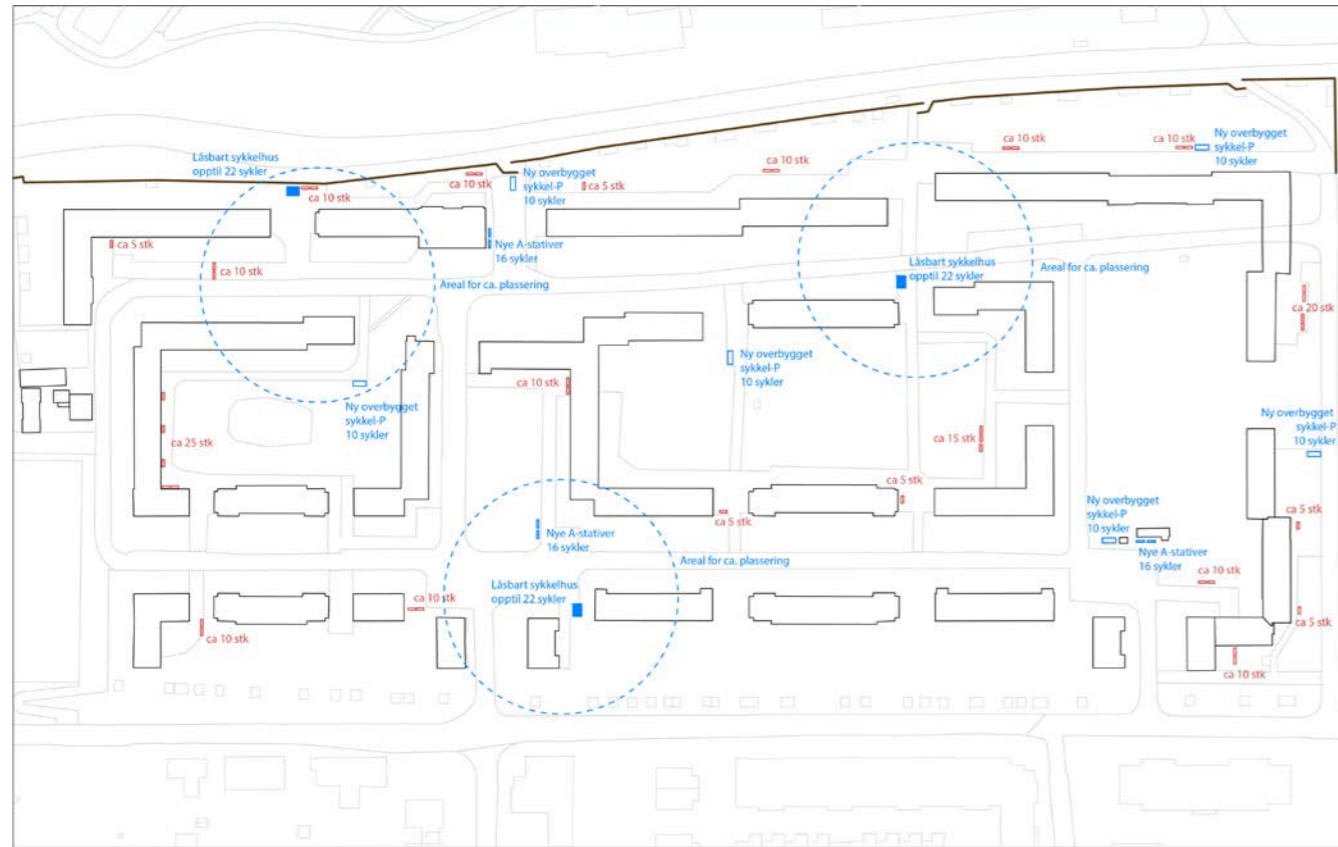 ca 10 stk
ca 10 stk
Ny overbygget
sykkel-P
10 sykler
Låsbart sykkelhus
opptil 22 sykler
ca 10 stk
ca 10 stk
Ny overbygget
sykkel-P
10 sykler
ca 5 stk
ca 10 stk
ca 5 stk
Nye A-stativer
16 sykler
ca 10 stk
Areal for ca. plassering
Låsbart sykkelhus
opptil 22 sykler
Areal for ca. plassering
ca 20 stk
Ny overbygget
sykkel-P
10 sykler
ca 10 stk
Ny overbygget
sykkel-P
10 sykler
Ny overbygget
sykkel-P
10 sykler
ca 25 stk
ca 15 stk
ca 5 stk
ca 5 stk
Ny overbygget
sykkel-P
10 sykler
ca 5 stk
Nye A-stativer
16 sykler
Nye A-stativer
16 sykler
Areal for ca. plassering
Låsbart sykkelhus
opptil 22 sykler
ca 10 stk
ca 10 stk
ca 5 stk
ca 10 stk
ca 10 stk